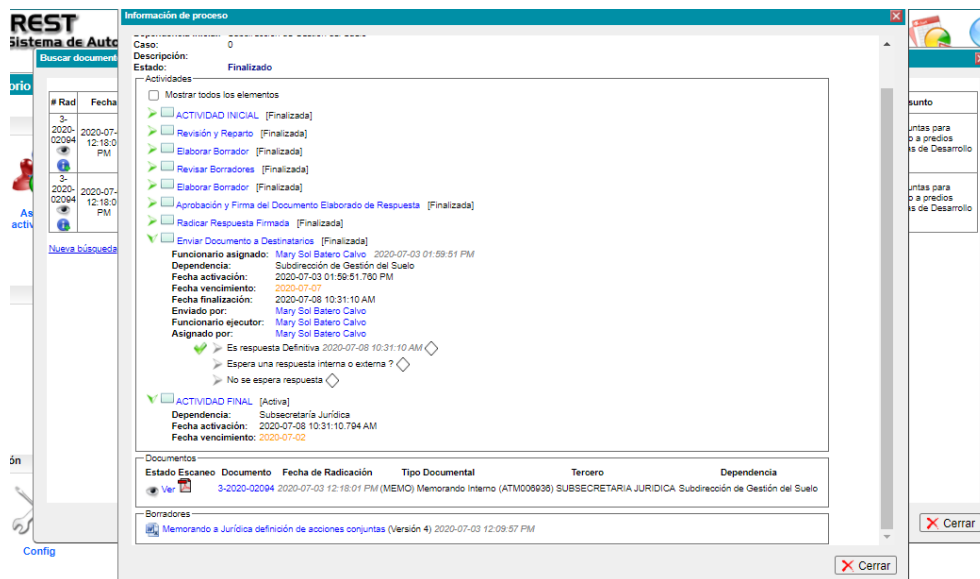 REST
Sistema de Auto
Información de proceso
Buscar document
orio
# Rad Fecha
3-2020-02094 2020-07- 12:18:0 PM
3-2020-02094 2020-07- 12:18:0 PM
As
activ
Nueva búsqueda
ón
Config
Caso: 0
Descripción:
Estado: Finalizado
Actividades
Mostrar todos los elementos
ACTIVIDAD INICIAL [Finalizada]
Revisión y Reparto [Finalizada]
Elaborar Borrador [Finalizada]
Revisar Borradores [Finalizada]
Elaborar Borrador [Finalizada]
Aprobación y Firma del Documento Elaborado de Respuesta [Finalizada]
Radicar Respuesta Firmada [Finalizada]
Enviar Documento a Destinatarios [Finalizada]
Funcionario asignado: Mary Sol Batero Calvo 2020-07-03 01:59:51 PM
Dependencia: Subdirección de Gestión del Suelo
Fecha activación: 2020-07-03 01:59:51.760 PM
Fecha vencimiento: 2020-07-07
Fecha finalización: 2020-07-08 10:31:10 AM
Enviado por: Mary Sol Batero Calvo
Funcionario ejecutor: Mary Sol Batero Calvo
Asignado por: Mary Sol Batero Calvo
Es respuesta Definitiva 2020-07-08 10:31:10 AM
Espera una respuesta interna o externa ?
No se espera respuesta
ACTIVIDAD FINAL [Activa]
Dependencia: Subsecretaría Jurídica
Fecha activación: 2020-07-08 10:31:10.794 AM
Fecha vencimiento: 2020-07-02
Documentos
Estado Escaneo Documento Fecha de Radicación Tipo Documental Tercero Dependencia
Ver 3-2020-02094 2020-07-03 12:18:01 PM (MEMO) Memorando Interno (ATM006936) SUBSECRETARIA JURIDICA Subdirección de Gestión del Suelo
Borradores
Memorando a Jurídica definición de acciones conjuntas (Versión 4) 2020-07-03 12:09:57 PM
Cerrar
sunto
untas para
o a predios
as de Desarrollo
untas para
o a predios
as de Desarrollo
Cerrar